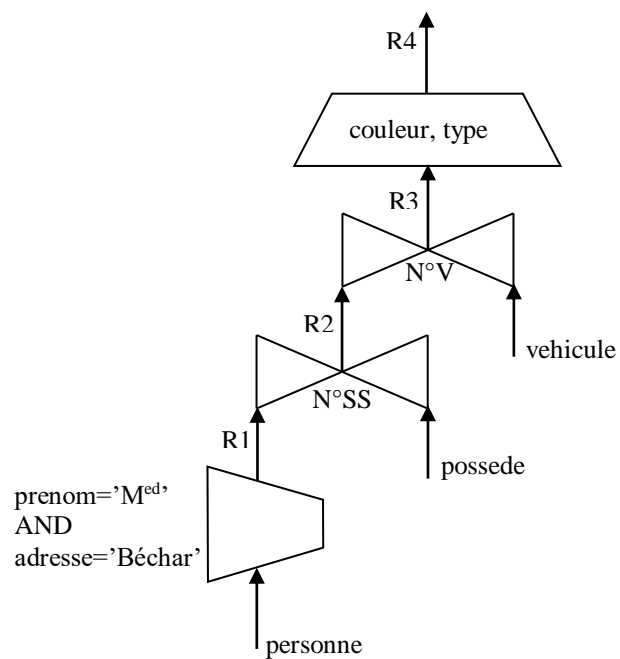 R4
couleur, type
R3
N°V
R2
vehicule
N°SS
R1
possede
prenom=’Mᵉᵈ’
AND
adresse=’Béchar’
personne